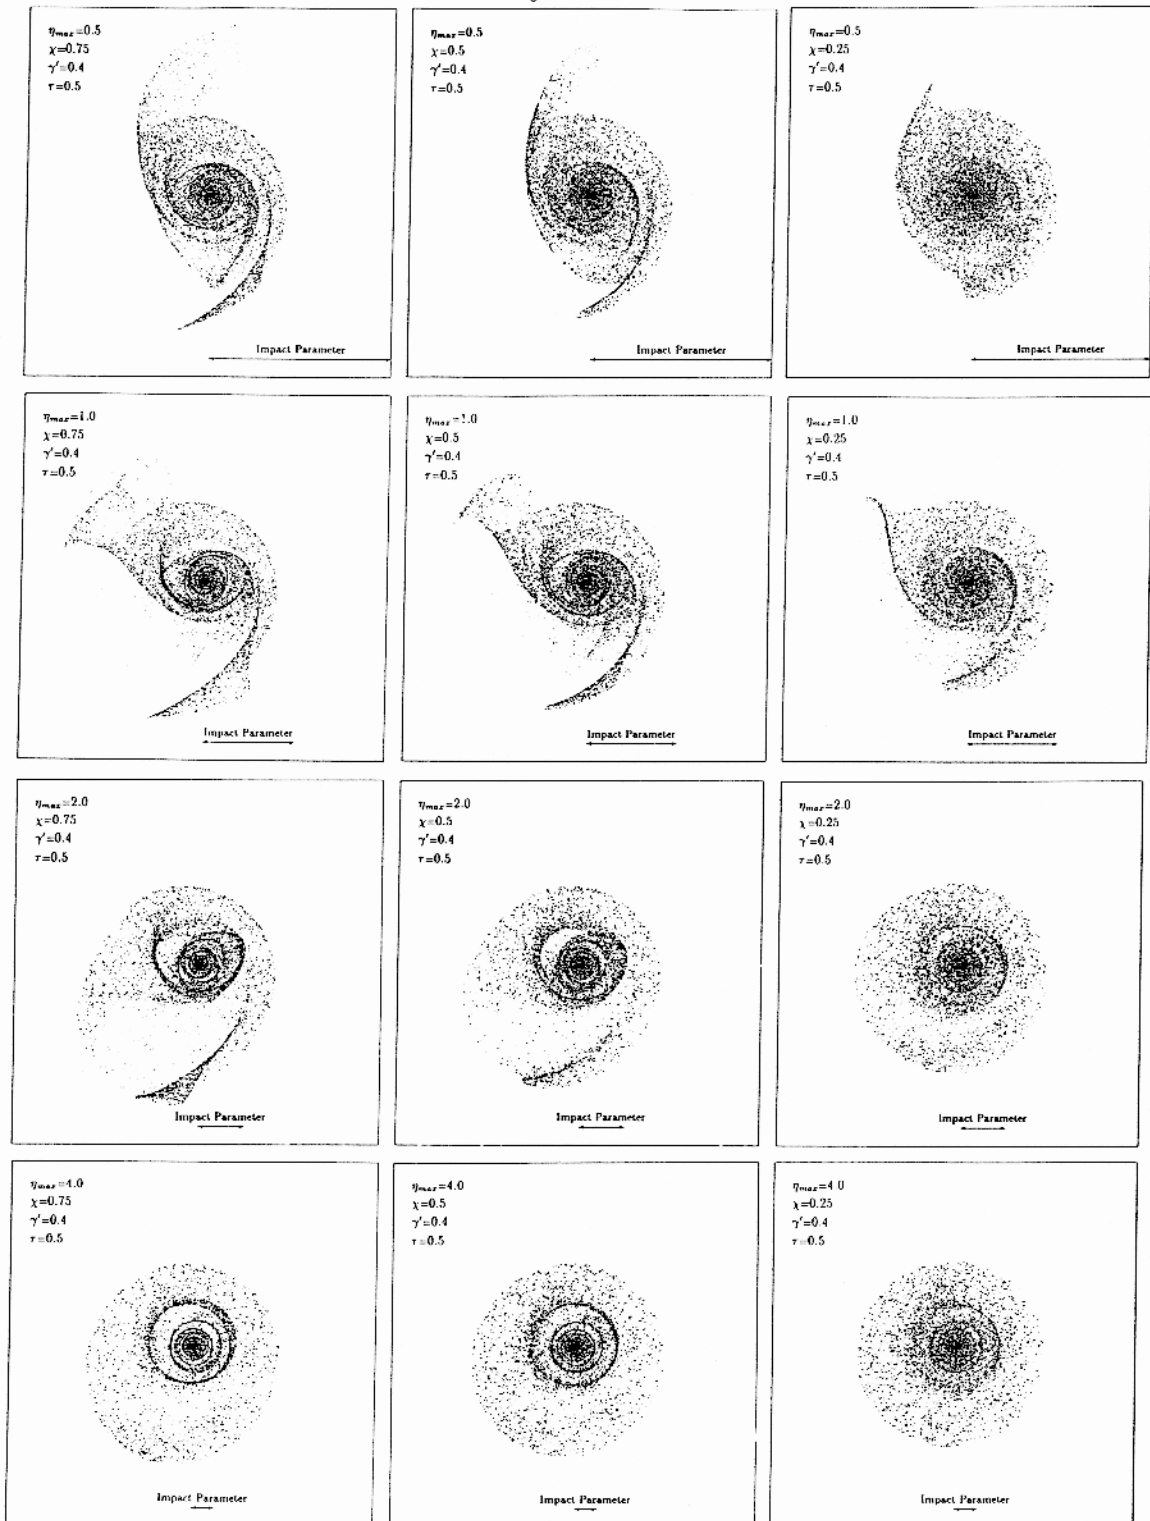 η_max=0.5
χ=0.75
γ'=0.4
τ=0.5
Impact Parameter
η_max=0.5
χ=0.5
γ'=0.4
τ=0.5
Impact Parameter
η_max=0.5
χ=0.25
γ'=0.4
τ=0.5
Impact Parameter
η_max=1.0
χ=0.75
γ'=0.4
τ=0.5
Impact Parameter
η_max=1.0
χ=0.5
γ'=0.4
τ=0.5
Impact Parameter
η_max=1.0
χ=0.25
γ'=0.4
τ=0.5
Impact Parameter
η_max=2.0
χ=0.75
γ'=0.4
τ=0.5
Impact Parameter
η_max=2.0
χ=0.5
γ'=0.4
τ=0.5
Impact Parameter
η_max=2.0
χ=0.25
γ'=0.4
τ=0.5
Impact Parameter
η_max=4.0
χ=0.75
γ'=0.4
τ=0.5
Impact Parameter
η_max=4.0
χ=0.5
γ'=0.4
τ=0.5
Impact Parameter
η_max=4.0
χ=0.25
γ'=0.4
τ=0.5
Impact Parameter